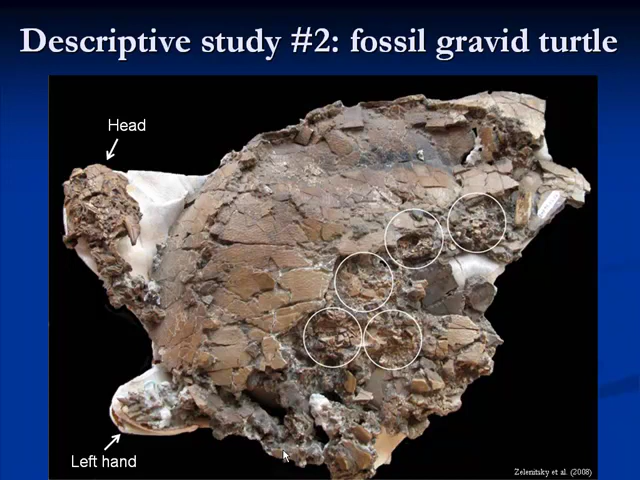 Descriptive study #2: fossil gravid turtle
Head
Left hand
Zelenitsky et al. (2008)